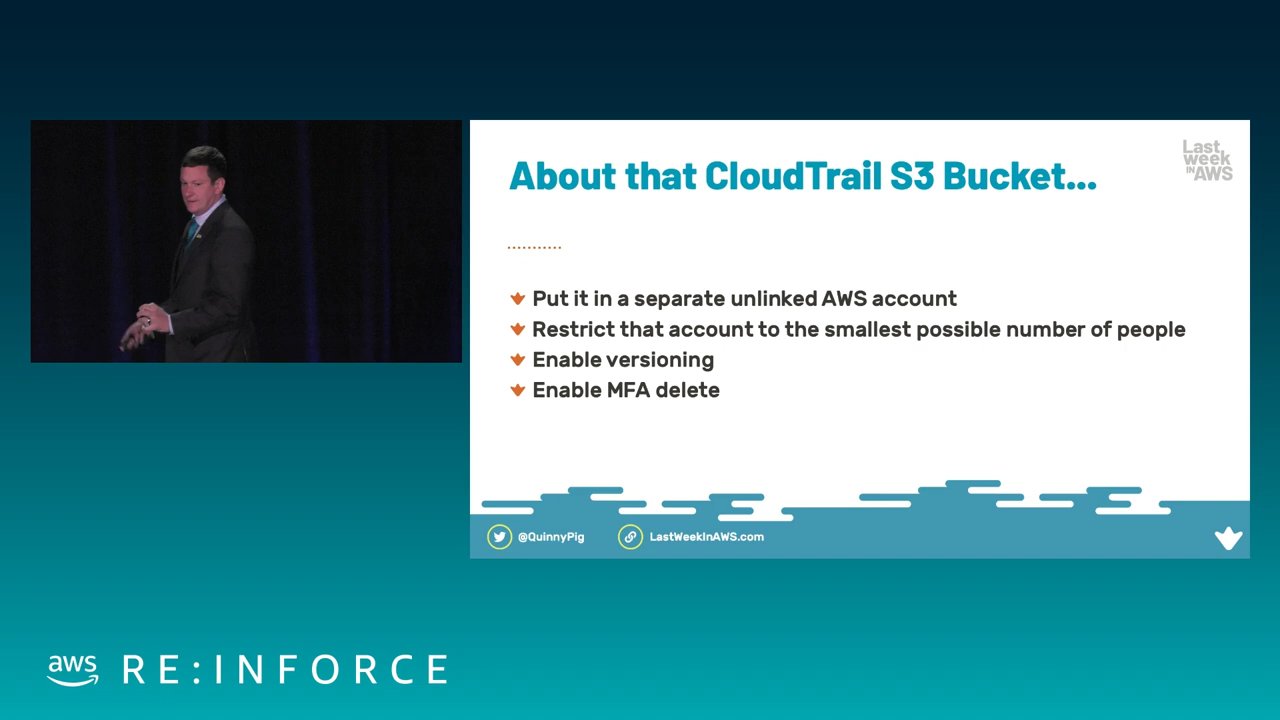 About that CloudTrail S3 Bucket...
Last
week
IN AWS
Put it in a separate unlinked AWS account
Restrict that account to the smallest possible number of people
Enable versioning
Enable MFA delete
@QuinnyPig
LastWeekInAWS.com
aws RE:INFORCE